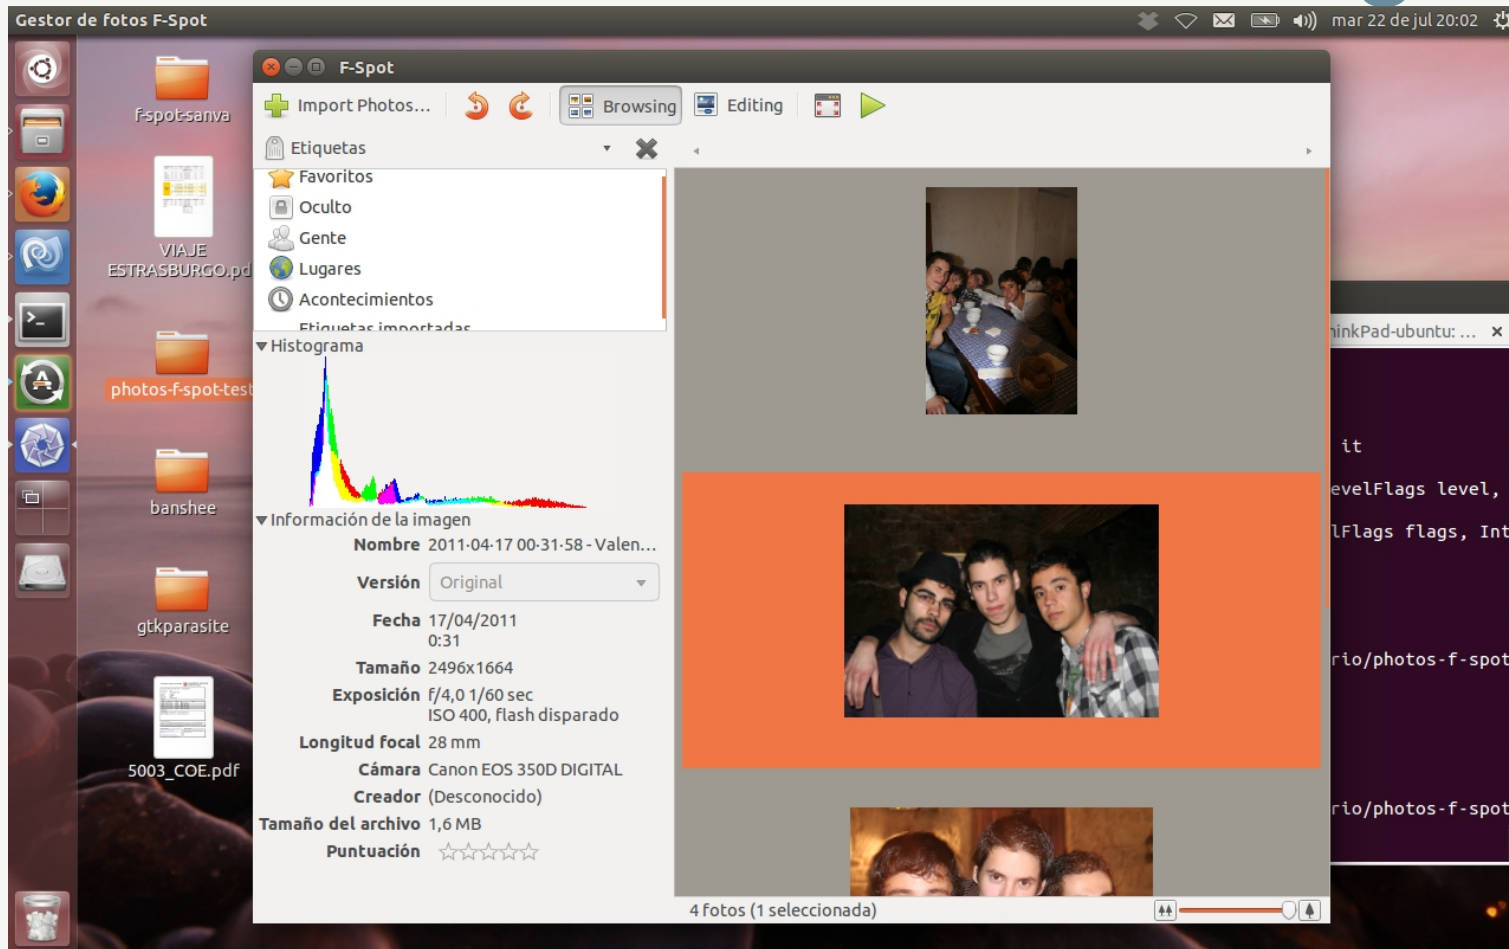 Gestor de fotos F-Spot
mar 22 de jul 20:02
f-spot-sanva
VIAJE
ESTRASBURGO.pd
photos-f-spot-test
banshee
gtkparasite
5003_COE.pdf
F-Spot
Import Photos...
Browsing
Editing
Etiquetas
Favoritos
Oculto
Gente
Lugares
Acontecimientos
Etiquetas importadas
Histograma
Información de la imagen
Nombre 2011-04-17 00-31-58 - Valen...
Versión Original
Fecha 17/04/2011
0:31
Tamaño 2496x1664
Exposición f/4,0 1/60 sec
ISO 400, flash disparado
Longitud focal 28 mm
Cámara Canon EOS 350D DIGITAL
Creador (Desconocido)
Tamaño del archivo 1,6 MB
Puntuación
4 fotos (1 seleccionada)
inkPad-ubuntu: ...
it
evelFlags level,
lFlags flags, Int
rio/photos-f-spot
rio/photos-f-spot